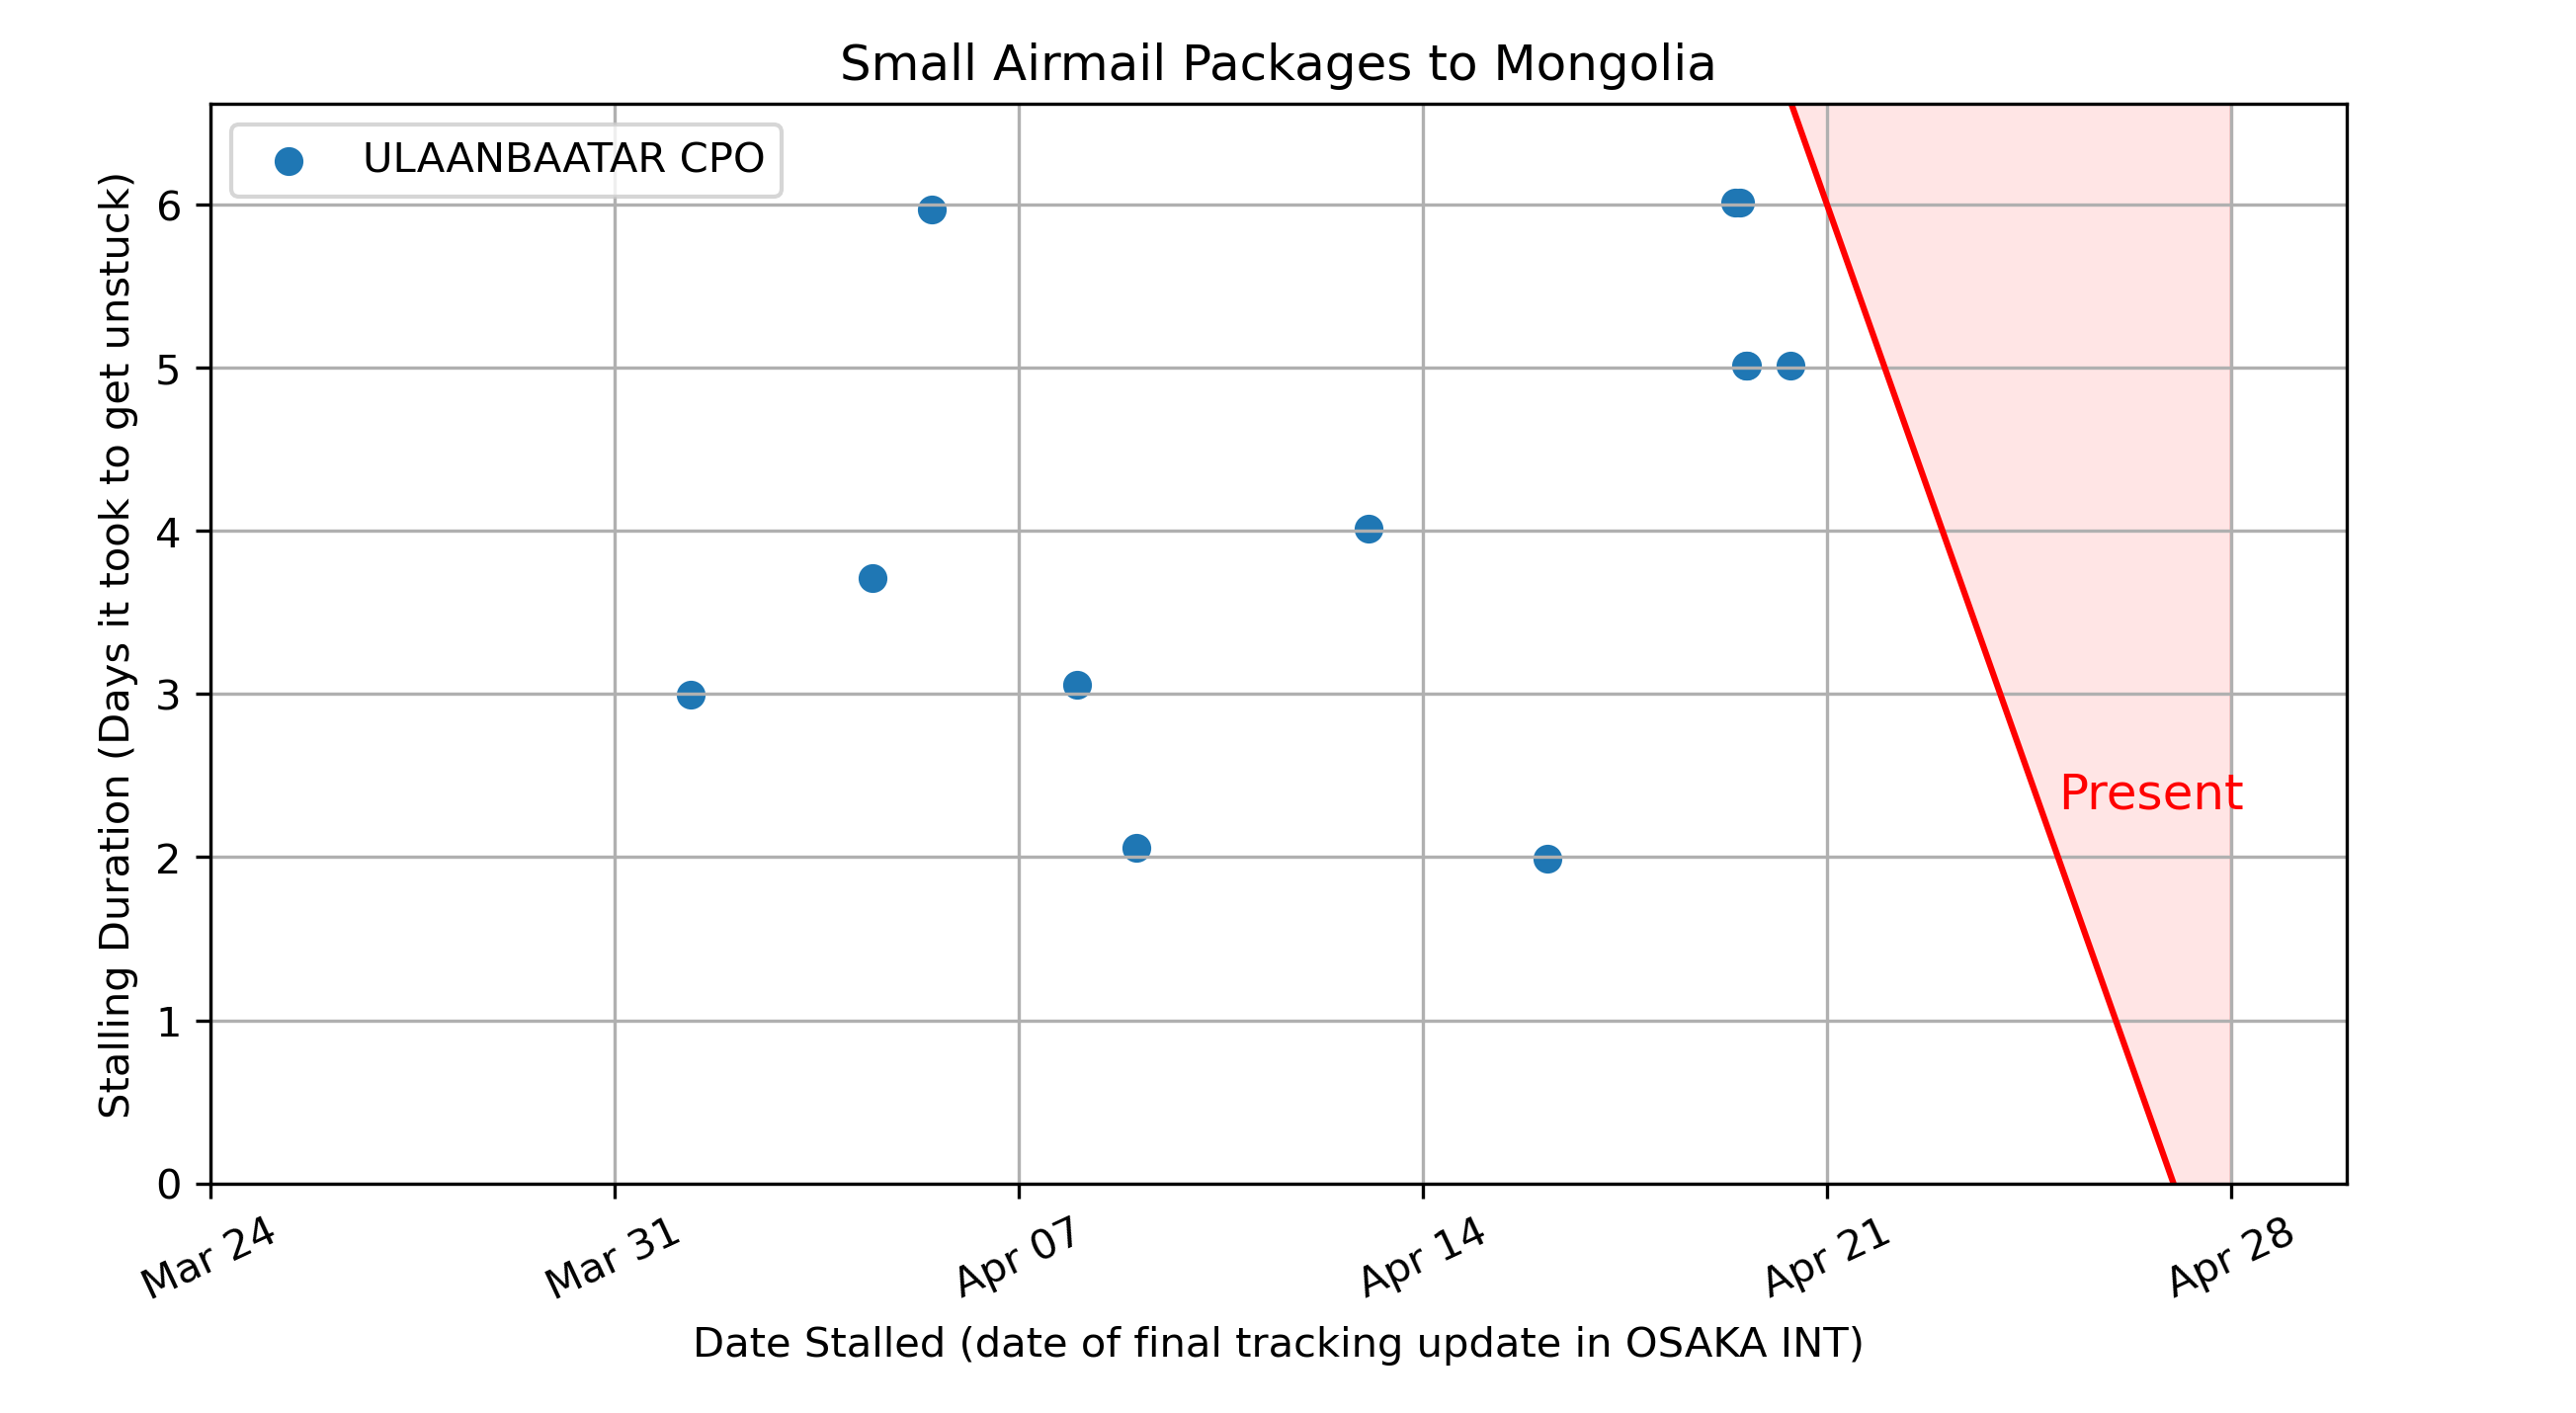 Small Airmail Packages to Mongolia
ULAANBAATAR CPO
Stalling Duration (Days it took to get unstuck)
6
5
4
3
2
1
0
Present
Mar 24
Mar 31
Apr 07
Apr 14
Apr 21
Apr 28
Date Stalled (date of final tracking update in OSAKA INT)